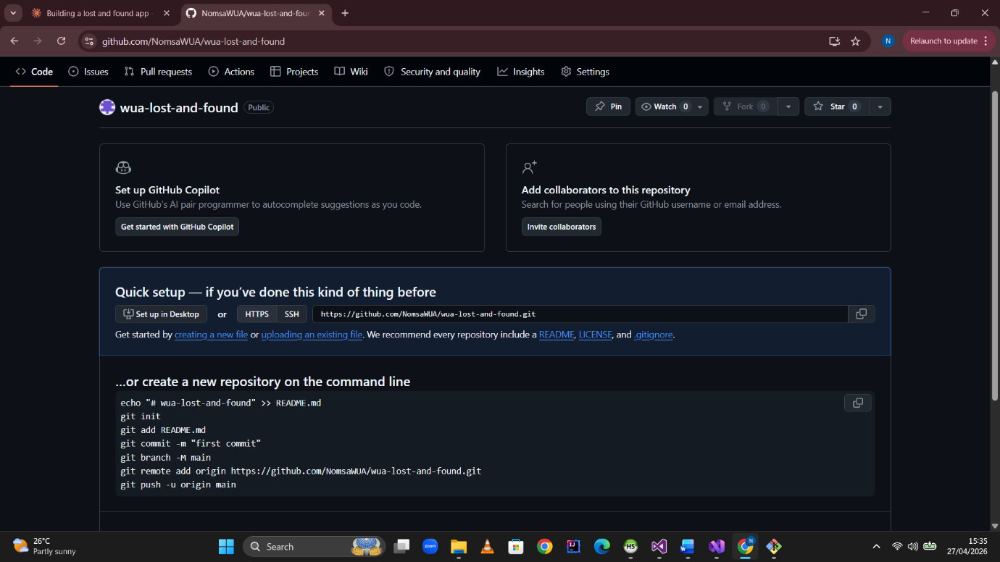 Building a lost and found app -
NomsaWUA/wua-lost-and-foun
github.com/NomsaWUA/wua-lost-and-found
N
Relaunch to update
Code
Issues
Pull requests
Actions
Projects
Wiki
Security and quality
Insights
Settings
wua-lost-and-found
Public
Pin
Watch 0
Fork 0
Star 0
Set up GitHub Copilot
Use GitHub's AI pair programmer to autocomplete suggestions as you code.
Get started with GitHub Copilot
Add collaborators to this repository
Search for people using their GitHub username or email address.
Invite collaborators
Quick setup — if you’ve done this kind of thing before
Set up in Desktop or HTTPS SSH https://github.com/NomsaWUA/wua-lost-and-found.git
Get started by creating a new file or uploading an existing file. We recommend every repository include a README, LICENSE, and .gitignore.
…or create a new repository on the command line
echo "# wua-lost-and-found" >> README.md
git init
git add README.md
git commit -m "first commit"
git branch -M main
git remote add origin https://github.com/NomsaWUA/wua-lost-and-found.git
git push -u origin main
26°C
Partly sunny
Search
zoom
IJ
HS
W
N
15:35
27/04/2026